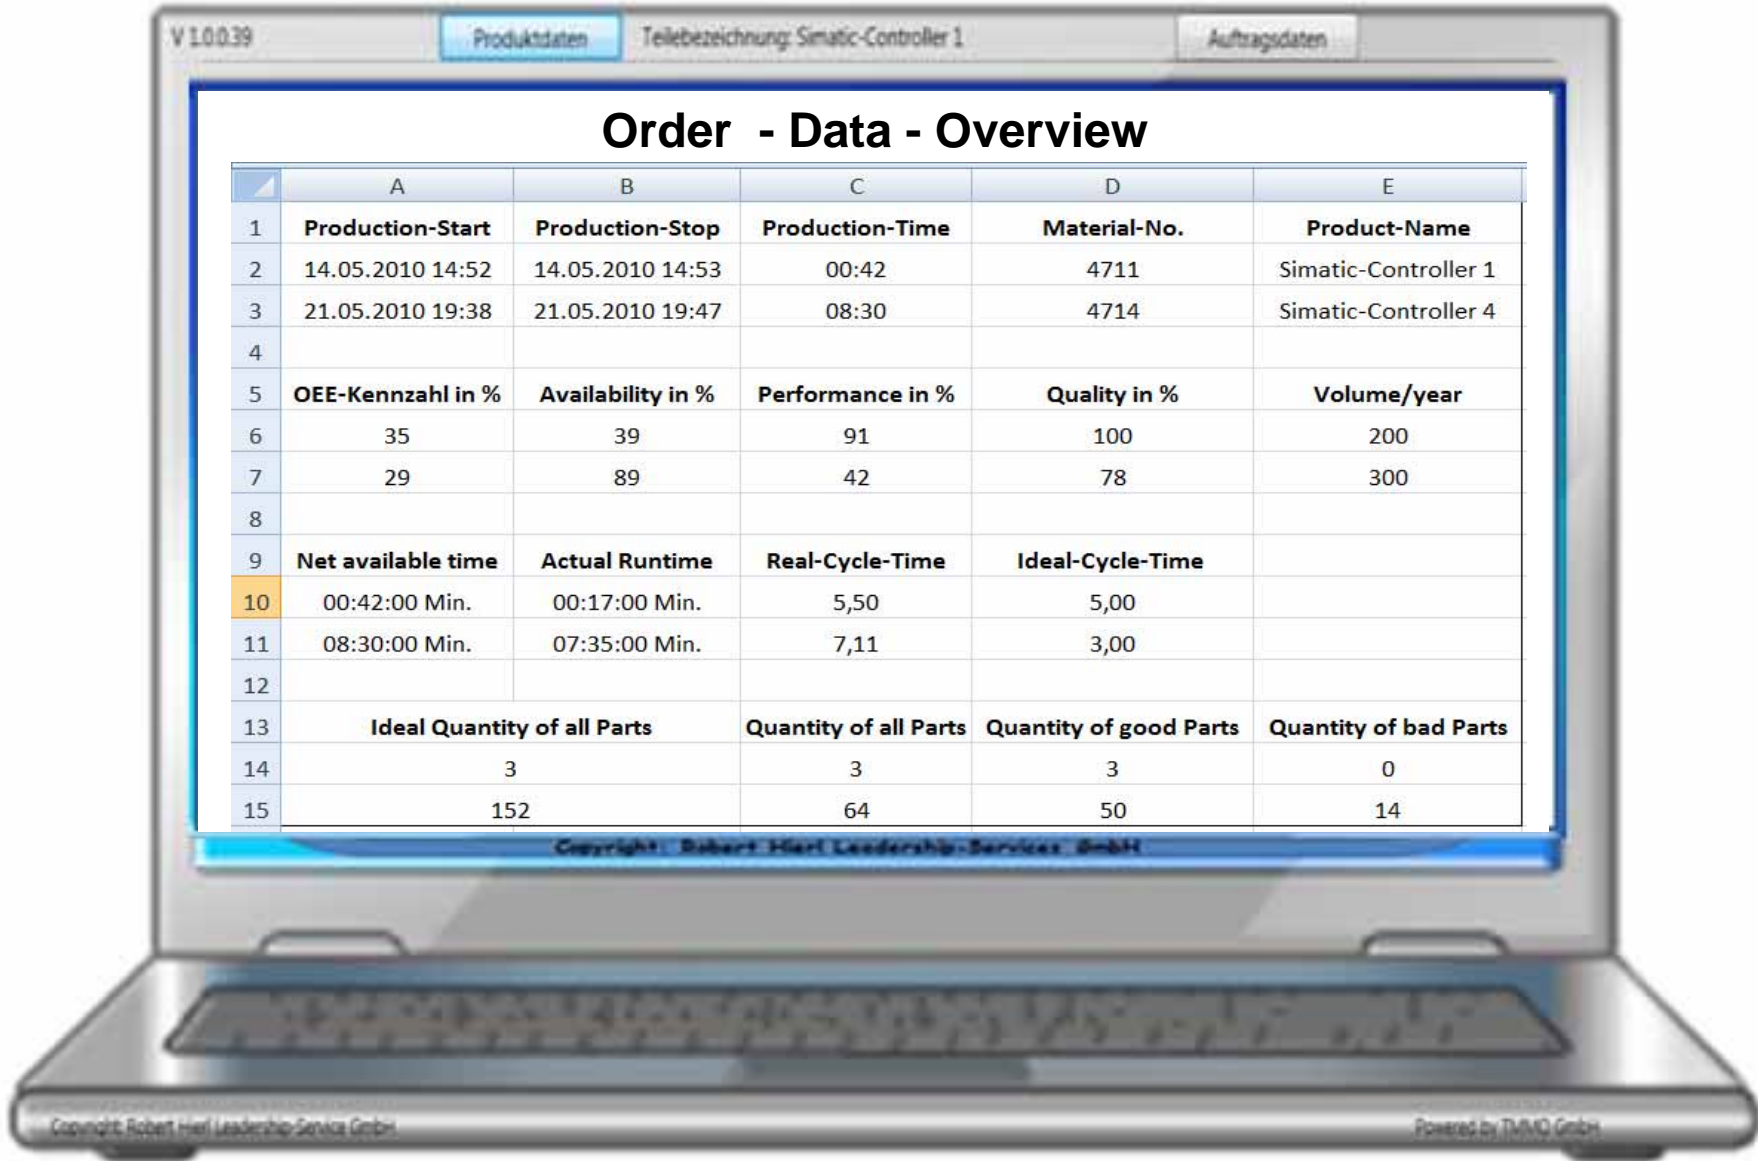 V 1.0.0.39 Produktdaten Teilebezeichnung: Simatic-Controller 1 Auftragsdaten
Order - Data - Overview
A B C D E
1 Production-Start Production-Stop Production-Time Material-No. Product-Name
2 14.05.2010 14:52 14.05.2010 14:53 00:42 4711 Simatic-Controller 1
3 21.05.2010 19:38 21.05.2010 19:47 08:30 4714 Simatic-Controller 4
4
5 OEE-Kennzahl in % Availability in % Performance in % Quality in % Volume/year
6 35 39 91 100 200
7 29 89 42 78 300
8
9 Net available time Actual Runtime Real-Cycle-Time Ideal-Cycle-Time
10 00:42:00 Min. 00:17:00 Min. 5,50 5,00
11 08:30:00 Min. 07:35:00 Min. 7,11 3,00
12
13 Ideal Quantity of all Parts Quantity of all Parts Quantity of good Parts Quantity of bad Parts
14 3 3 3 0
15 152 64 50 14
Copyright: Robert Hierl Leadership-Services GmbH
Copyright: Robert Hierl Leadership-Service GmbH Powered by TMMO GmbH